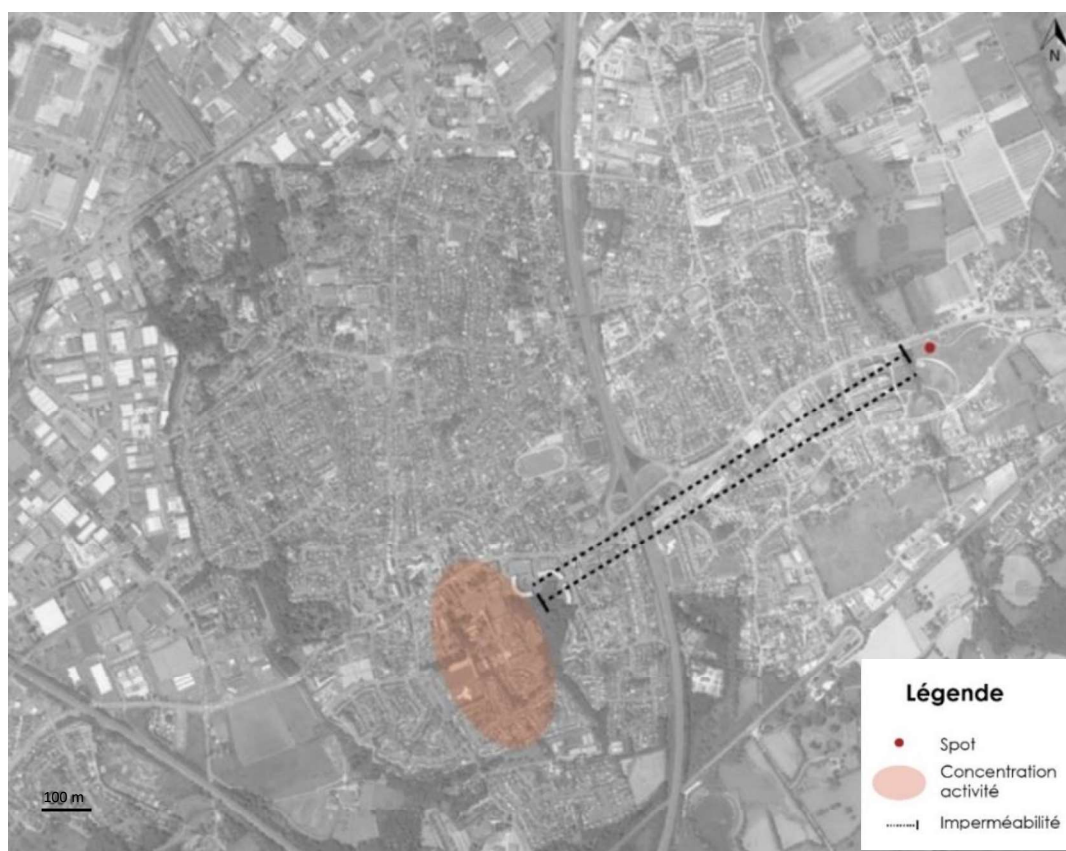 N
100 m
Légende
Spot
Concentration
activité
Imperméabilité